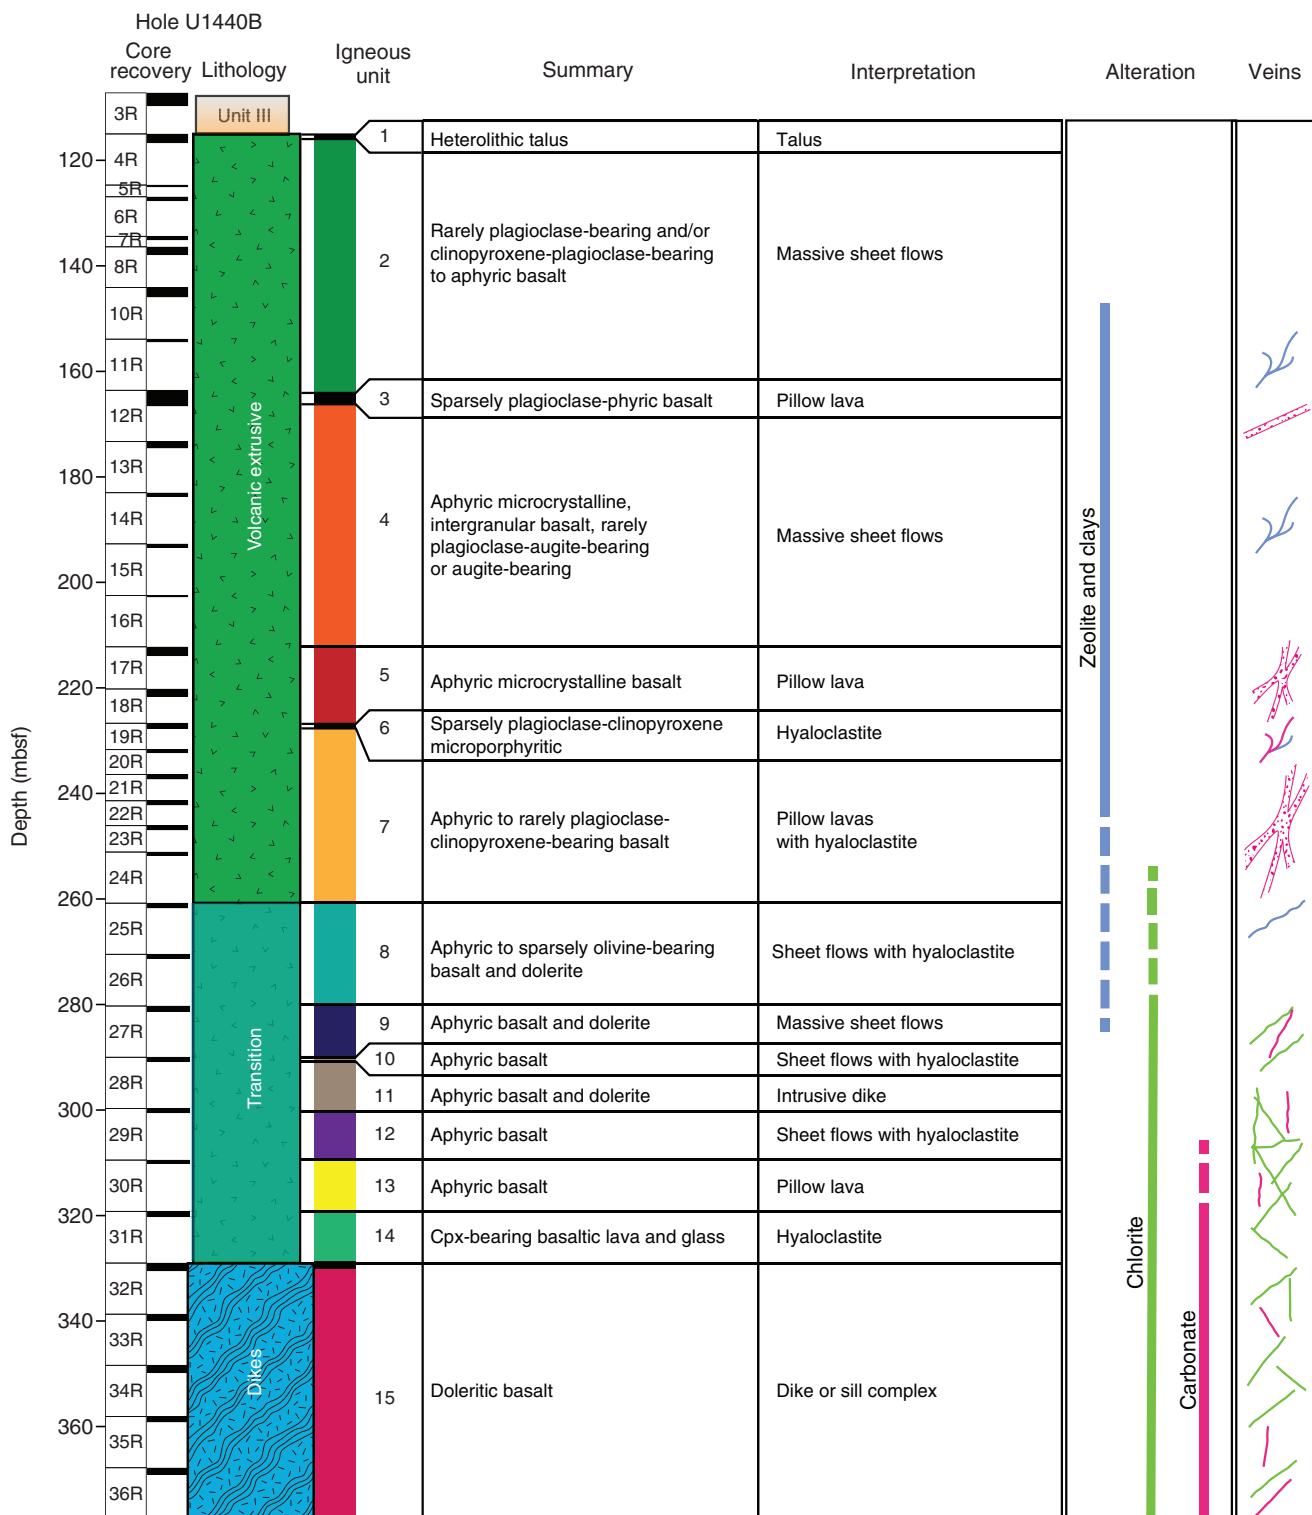 Hole U1440B
Core
recovery
Lithology
Igneous
unit
Summary
Interpretation
Alteration
Veins
Depth (mbsf)
120
140
160
180
200
220
240
260
280
300
320
340
360
3R
4R
5R
6R
7R
8R
10R
11R
12R
13R
14R
15R
16R
17R
18R
19R
20R
21R
22R
23R
24R
25R
26R
27R
28R
29R
30R
31R
32R
33R
34R
35R
36R
Unit III
Volcanic extrusive
Transition
Dikes
1
Heterolithic talus
Talus
2
Rarely plagioclase-bearing and/or
clinopyroxene-plagioclase-bearing
to aphyric basalt
Massive sheet flows
3
Sparsely plagioclase-phyric basalt
Pillow lava
4
Aphyric microcrystalline,
intergranular basalt, rarely
plagioclase-augite-bearing
or augite-bearing
Massive sheet flows
5
Aphyric microcrystalline basalt
Pillow lava
6
Sparsely plagioclase-clinopyroxene
microporphyritic
Hyaloclastite
7
Aphyric to rarely plagioclase-
clinopyroxene-bearing basalt
Pillow lavas
with hyaloclastite
8
Aphyric to sparsely olivine-bearing
basalt and dolerite
Sheet flows with hyaloclastite
9
Aphyric basalt and dolerite
Massive sheet flows
10
Aphyric basalt
Sheet flows with hyaloclastite
11
Aphyric basalt and dolerite
Intrusive dike
12
Aphyric basalt
Sheet flows with hyaloclastite
13
Aphyric basalt
Pillow lava
14
Cpx-bearing basaltic lava and glass
Hyaloclastite
15
Doleritic basalt
Dike or sill complex
Zeolite and clays
Chlorite
Carbonate